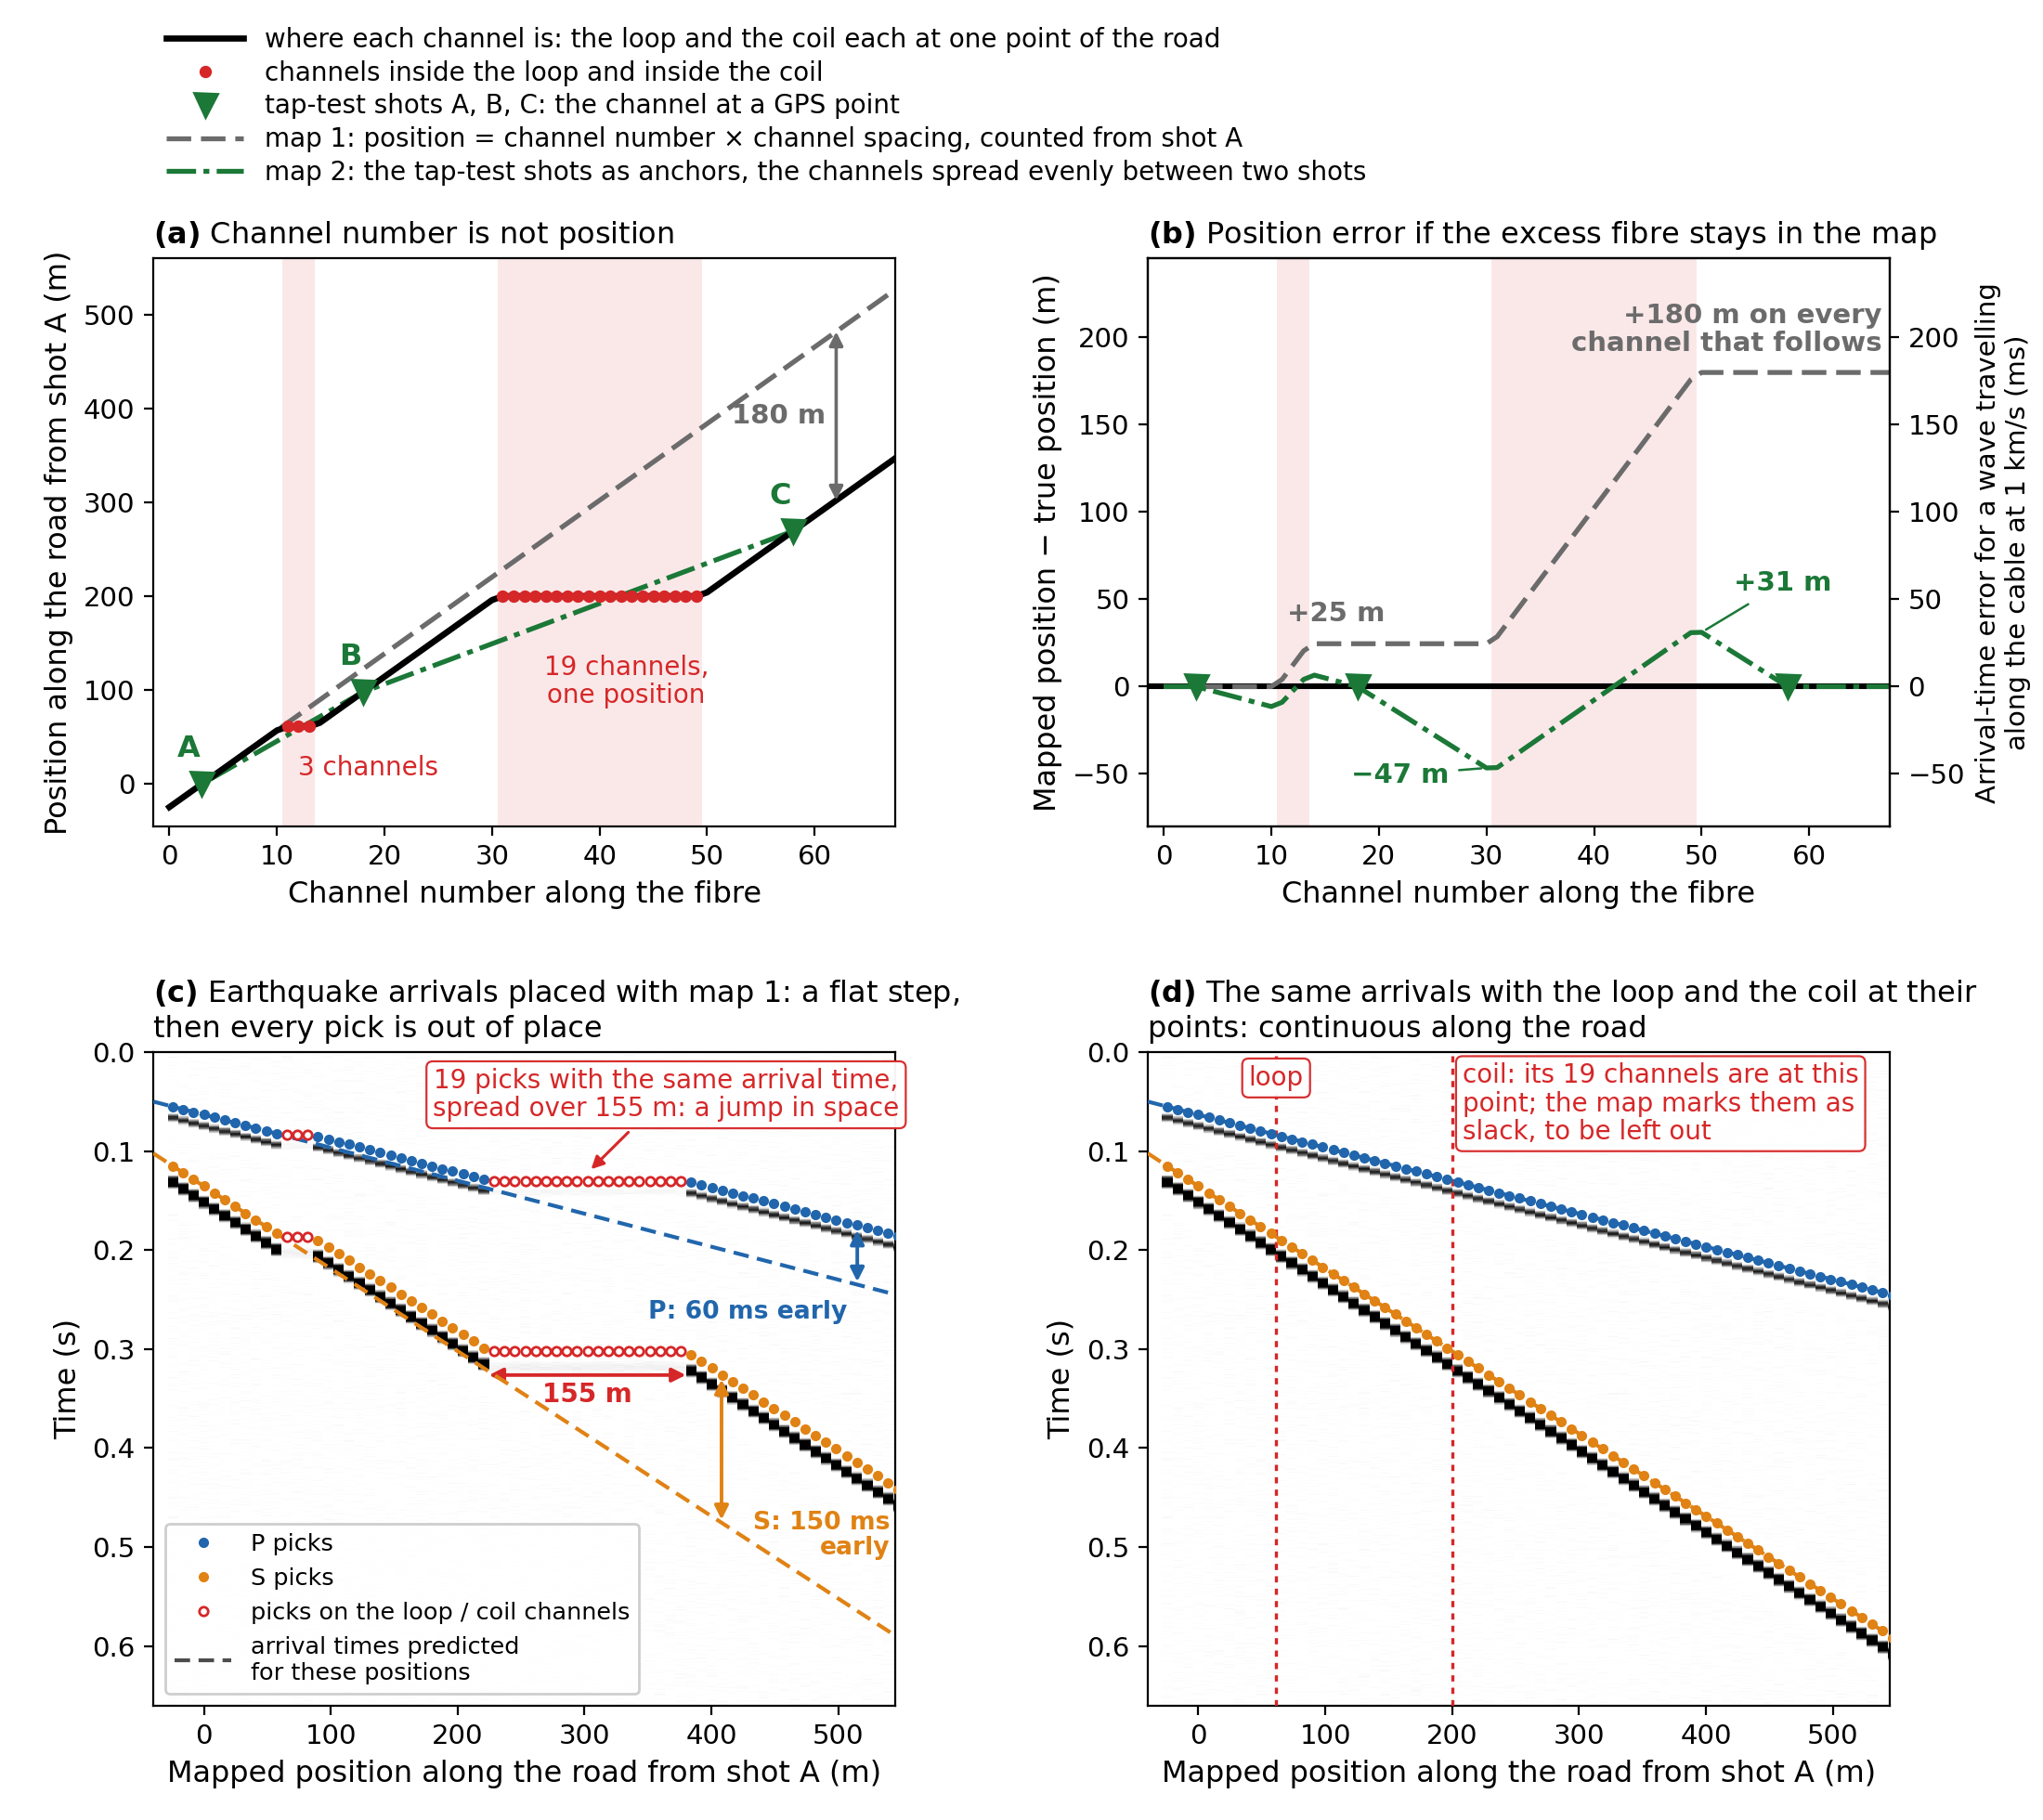 where each channel is: the loop and the coil each at one point of the road
channels inside the loop and inside the coil
tap-test shots A, B, C: the channel at a GPS point
map 1: position = channel number × channel spacing, counted from shot A
map 2: the tap-test shots as anchors, the channels spread evenly between two shots
(a) Channel number is not position
Position along the road from shot A (m)
500
400
300
200
100
0
180 m
C
B
A
19 channels,
one position
3 channels
0 10 20 30 40 50 60
Channel number along the fibre
(b) Position error if the excess fibre stays in the map
Mapped position − true position (m)
200
150
100
50
0
−50
+180 m on every
channel that follows
+25 m
+31 m
−47 m
200
150
100
50
0
−50
Arrival-time error for a wave travelling
along the cable at 1 km/s (ms)
0 10 20 30 40 50 60
Channel number along the fibre
(c) Earthquake arrivals placed with map 1: a flat step,
then every pick is out of place
Time (s)
0.0
0.1
0.2
0.3
0.4
0.5
0.6
19 picks with the same arrival time,
spread over 155 m: a jump in space
P: 60 ms early
155 m
S: 150 ms
early
P picks
S picks
picks on the loop / coil channels
arrival times predicted
for these positions
0 100 200 300 400 500
Mapped position along the road from shot A (m)
(d) The same arrivals with the loop and the coil at their
points: continuous along the road
Time (s)
0.0
0.1
0.2
0.3
0.4
0.5
0.6
loop
coil: its 19 channels are at this
point; the map marks them as
slack, to be left out
0 100 200 300 400 500
Mapped position along the road from shot A (m)